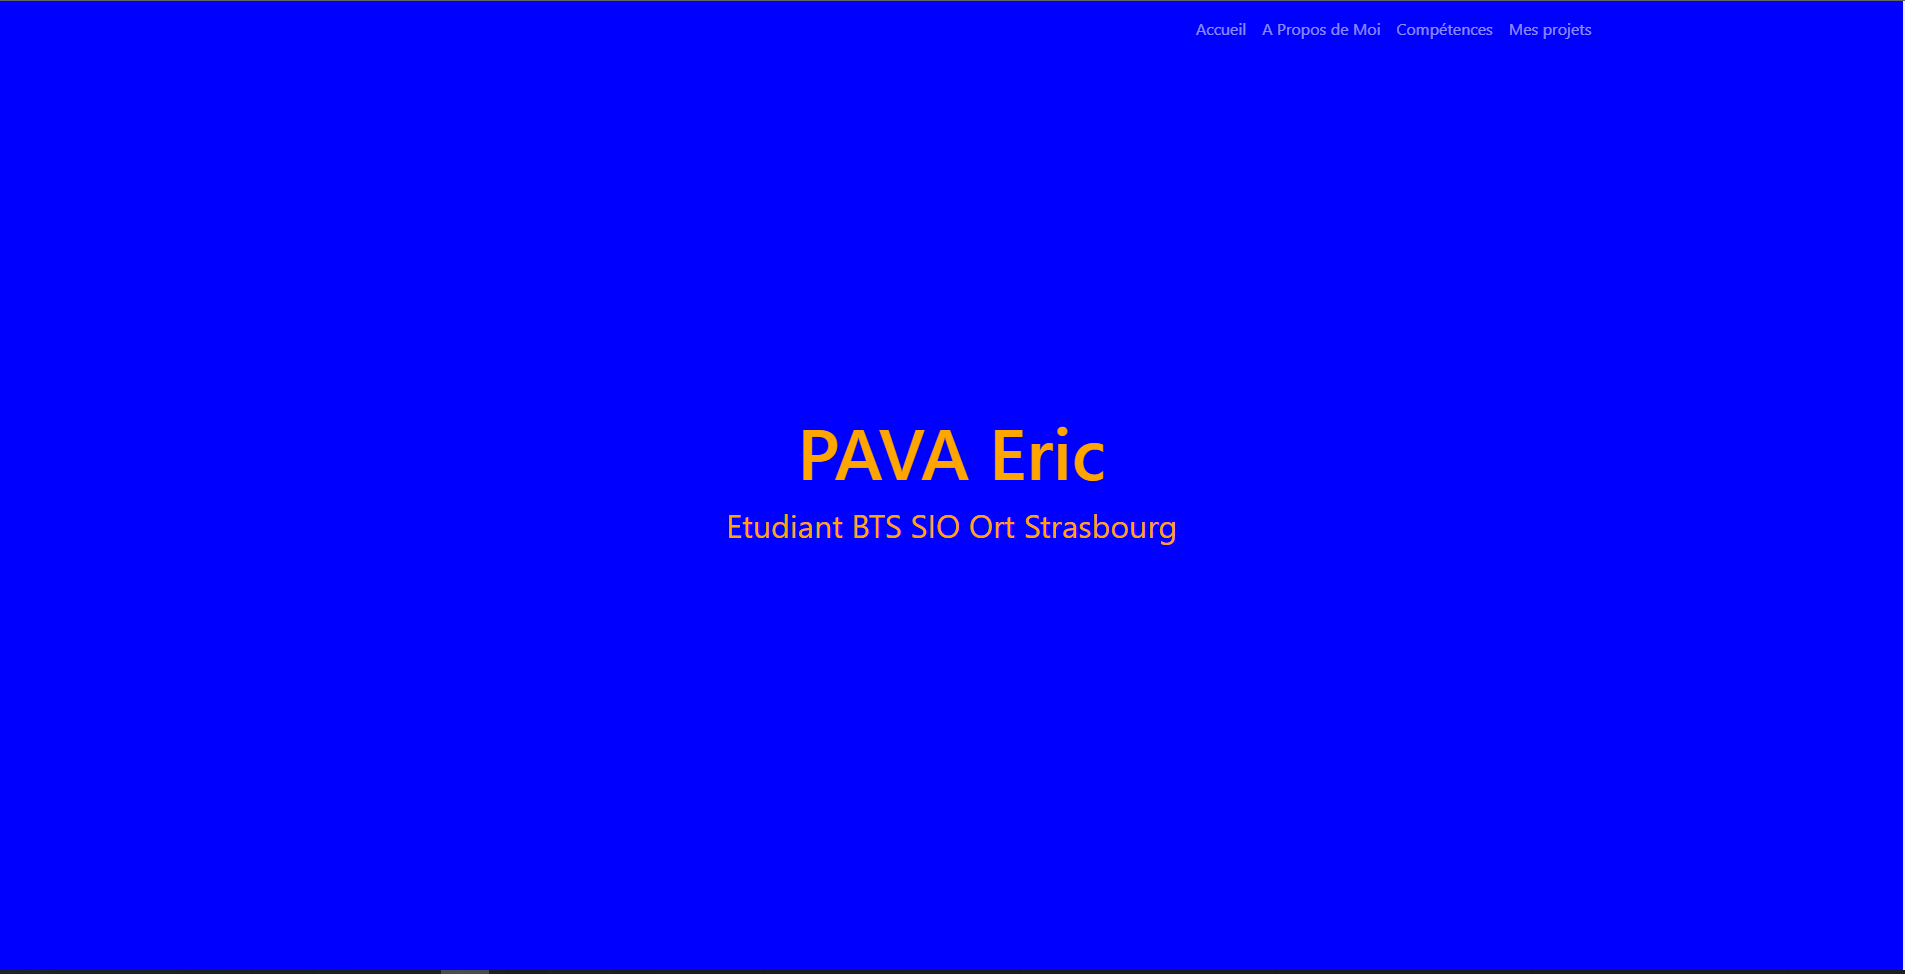 Accueil A Propos de Moi Compétences Mes projets
PAVA Eric
Etudiant BTS SIO Ort Strasbourg